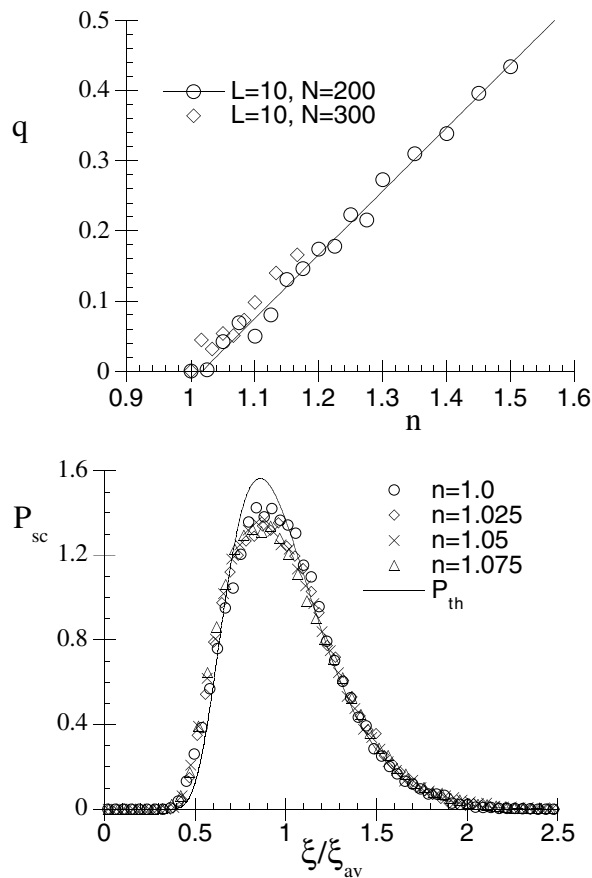 0.5
L=10, N=200
L=10, N=300
0.4
q
0.3
0.2
0.1
0
0.9 1 1.1 1.2 1.3 1.4 1.5 1.6
n
1.6
P_sc
n=1.0
n=1.025
n=1.05
n=1.075
P_th
1.2
0.8
0.4
0
0 0.5 1 1.5 2 2.5
ξ/ξ_av